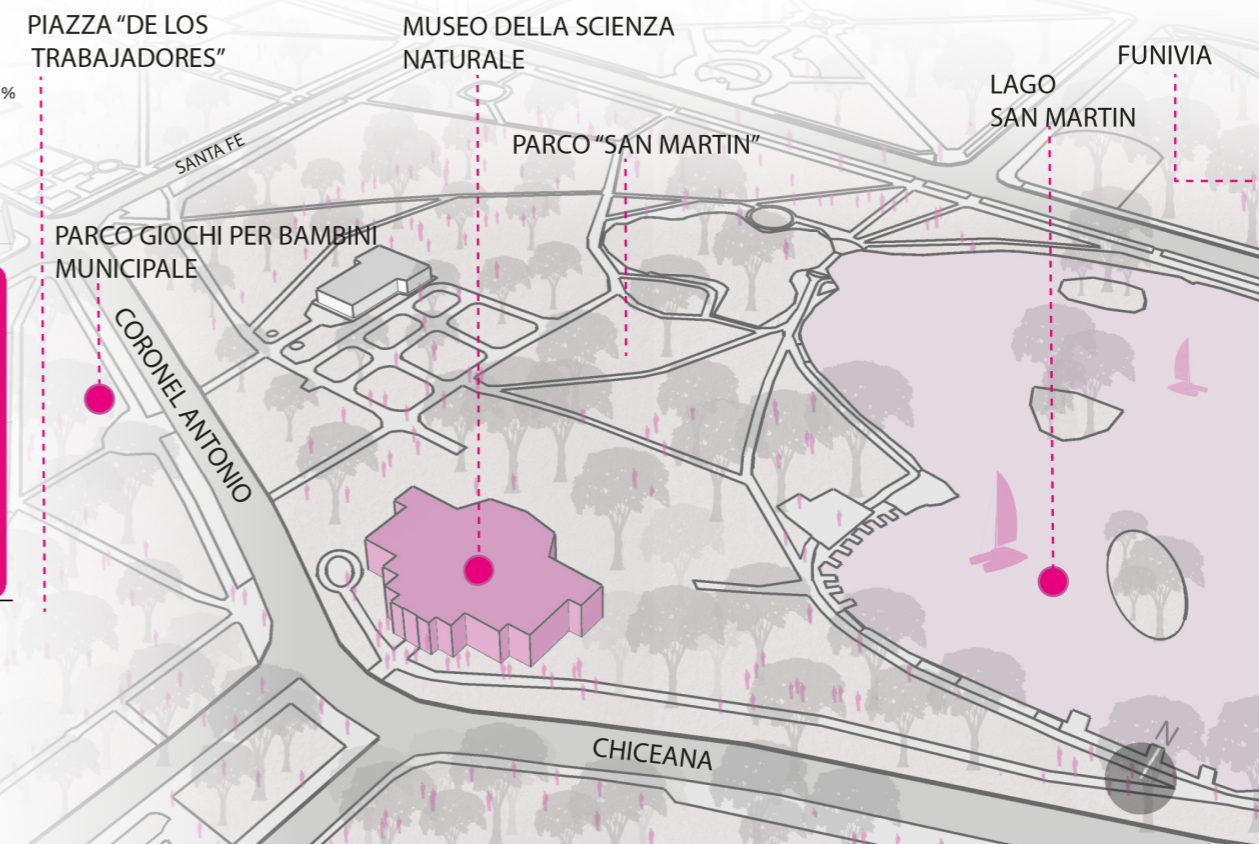 PIAZZA “DE LOS
TRABAJADORES”
MUSEO DELLA SCIENZA
NATURALE
FUNIVIA
LAGO
SAN MARTIN
%
SANTA FE
PARCO “SAN MARTIN”
PARCO GIOCHI PER BAMBINI
MUNICIPALE
CORONEL ANTONIO
CHICEANA
N